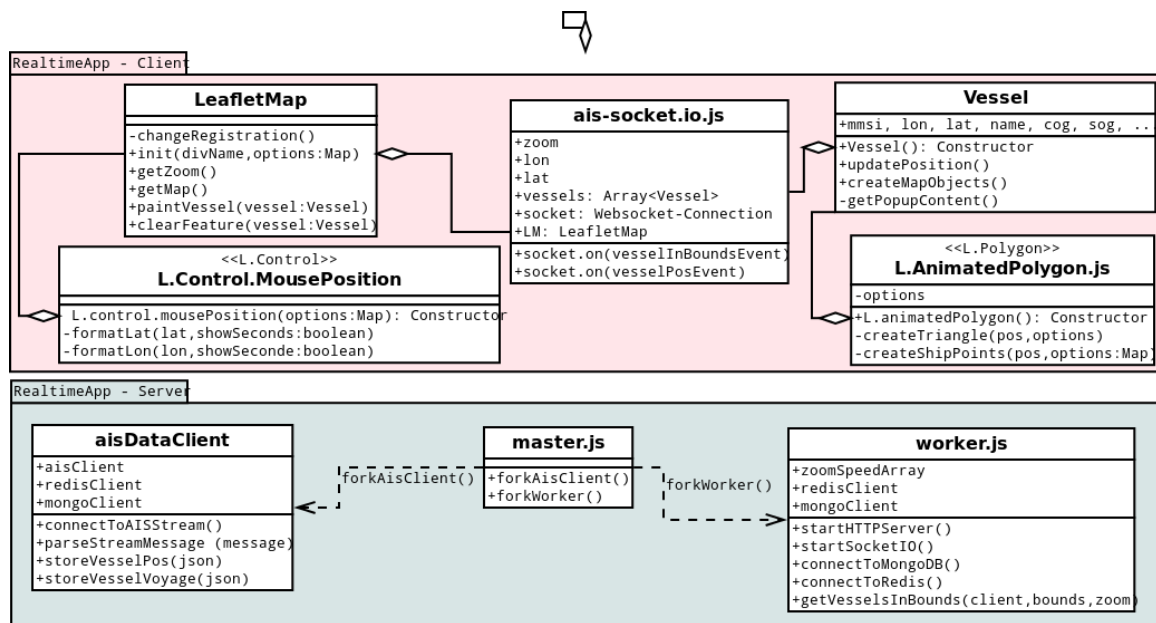 RealtimeApp - Client
LeafletMap
-changeRegistration()
+init(divName,options:Map)
+getZoom()
+getMap()
+paintVessel(vessel:Vessel)
+clearFeature(vessel:Vessel)
<<L.Control>>
L.Control.MousePosition
L.control.mousePosition(options:Map): Constructor
-formatLat(lat,showSeconds:boolean)
-formatLon(lon,showSeconde:boolean)
ais-socket.io.js
+zoom
+lon
+lat
+vessels: Array<Vessel>
+socket: Websocket-Connection
+LM: LeafletMap
+socket.on(vesselInBoundsEvent)
+socket.on(vesselPosEvent)
Vessel
+mmsi, lon, lat, name, cog, sog, ...
+Vessel(): Constructor
+updatePosition()
+createMapObjects()
-getPopupContent()
<<L.Polygon>>
L.AnimatedPolygon.js
-options
+L.animatedPolygon(): Constructor
-createTriangle(pos,options)
-createShipPoints(pos,options:Map)
RealtimeApp - Server
aisDataClient
+aisClient
+redisClient
+mongoClient
+connectToAISStream()
+parseStreamMessage (message)
+storeVesselPos(json)
+storeVesselVoyage(json)
forkAisClient()
master.js
+forkAisClient()
+forkWorker()
forkWorker()
worker.js
+zoomSpeedArray
+redisClient
+mongoClient
+startHTTPServer()
+startSocketIO()
+connectToMongoDB()
+connectToRedis()
+getVesselsInBounds(client,bounds,zoom)